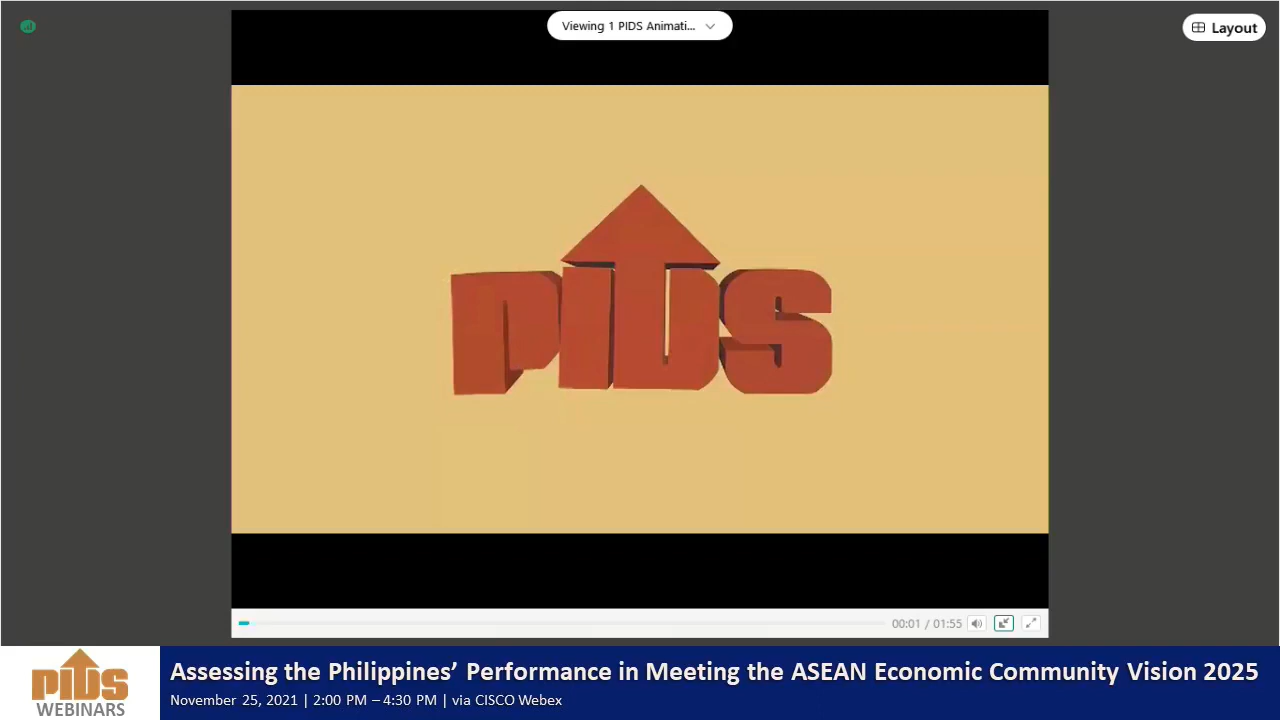 Viewing 1 PIDS Animati...
Layout
PIDS
00:01 / 01:55
PIDS
WEBINARS
Assessing the Philippines’ Performance in Meeting the ASEAN Economic Community Vision 2025
November 25, 2021 | 2:00 PM – 4:30 PM | via CISCO Webex